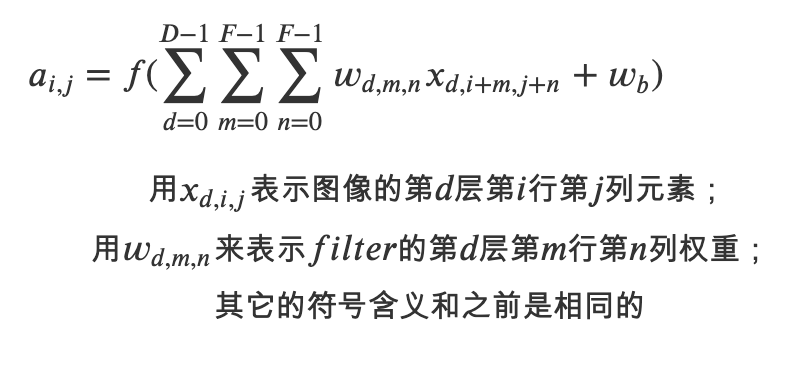 a_{i,j} = f(\sum_{d=0}^{D-1} \sum_{m=0}^{F-1} \sum_{n=0}^{F-1} w_{d,m,n} x_{d,i+m,j+n} + w_b)
用x_{d,i,j}表示图像的第d层第i行第j列元素；
用w_{d,m,n}来表示filter的第d层第m行第n列权重；
其它的符号含义和之前是相同的